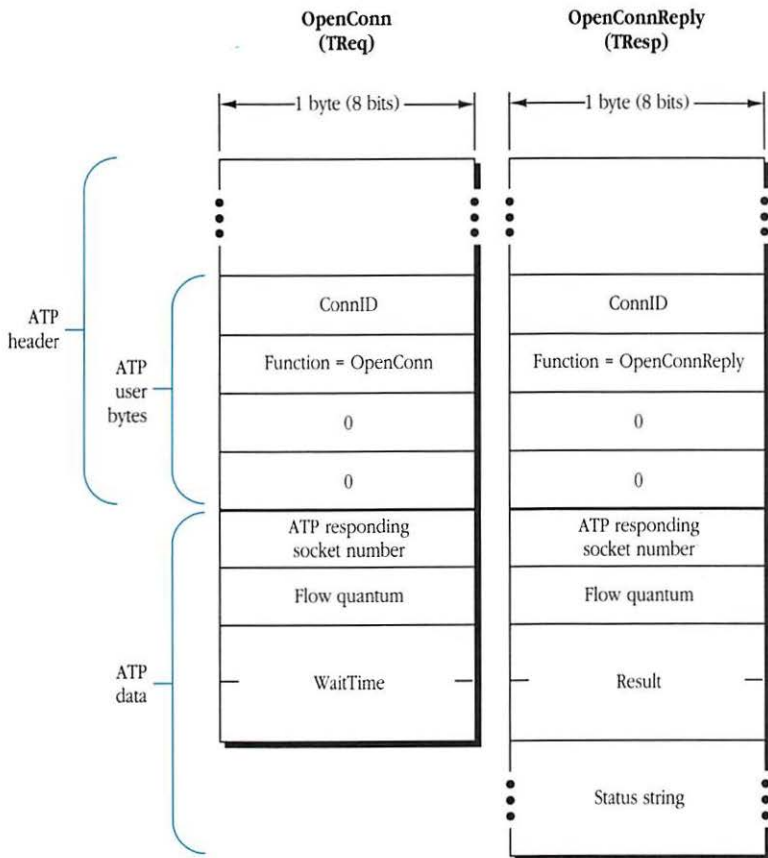 OpenConn
(TReq)
OpenConnReply
(TResp)
1 byte (8 bits)
1 byte (8 bits)
ATP
header
ATP
user
bytes
ConnID
ConnID
Function = OpenConn
Function = OpenConnReply
0
0
0
0
ATP
data
ATP responding
socket number
ATP responding
socket number
Flow quantum
Flow quantum
WaitTime
Result
Status string